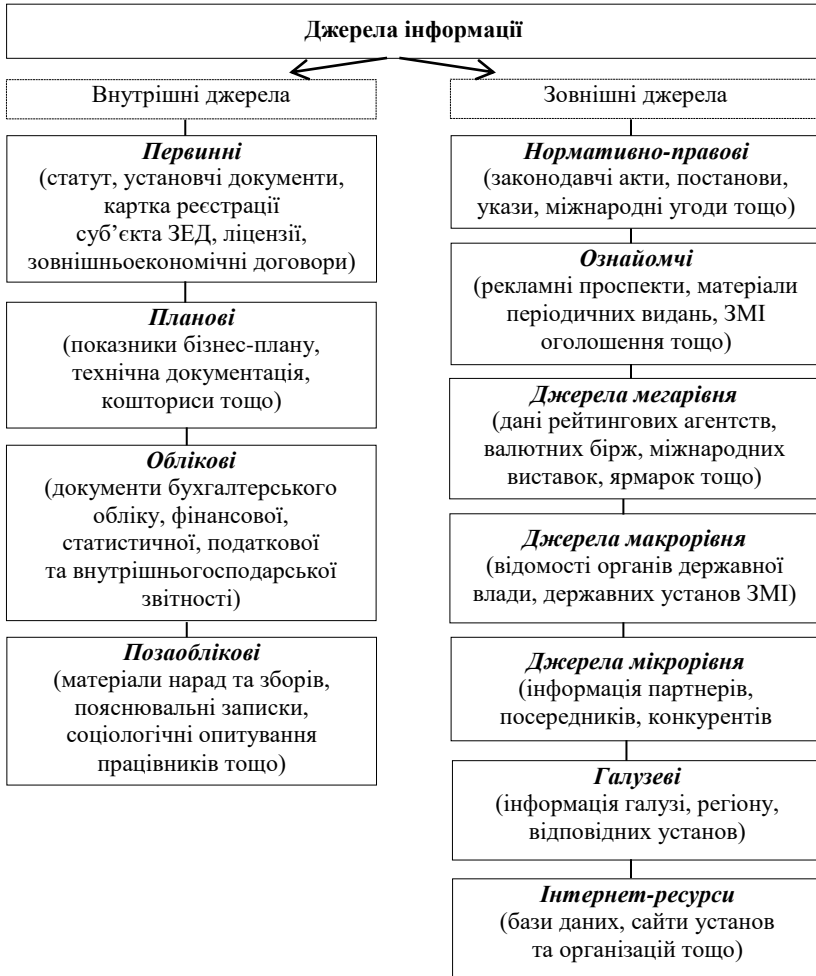 Джерела інформації
Внутрішні джерела
Первинні
(статут, установчі документи,
картка реєстрації
суб’єкта ЗЕД, ліцензії,
зовнішньоекономічні договори)
Планові
(показники бізнес-плану,
технічна документація,
кошториси тощо)
Облікові
(документи бухгалтерського
обліку, фінансової,
статистичної, податкової
та внутрішньогосподарської
звітності)
Позаоблікові
(матеріали нарад та зборів,
пояснювальні записки,
соціологічні опитування
працівників тощо)
Зовнішні джерела
Нормативно-правові
(законодавчі акти, постанови,
укази, міжнародні угоди тощо)
Ознайомчі
(рекламні проспекти, матеріали
періодичних видань, ЗМІ
оголошення тощо)
Джерела мегарівня
(дані рейтингових агентств,
валютних бірж, міжнародних
виставок, ярмарок тощо)
Джерела макрорівня
(відомості органів державної
влади, державних установ ЗМІ)
Джерела мікрорівня
(інформація партнерів,
посередників, конкурентів
Галузеві
(інформація галузі, регіону,
відповідних установ)
Інтернет-ресурси
(бази даних, сайти установ
та організацій тощо)